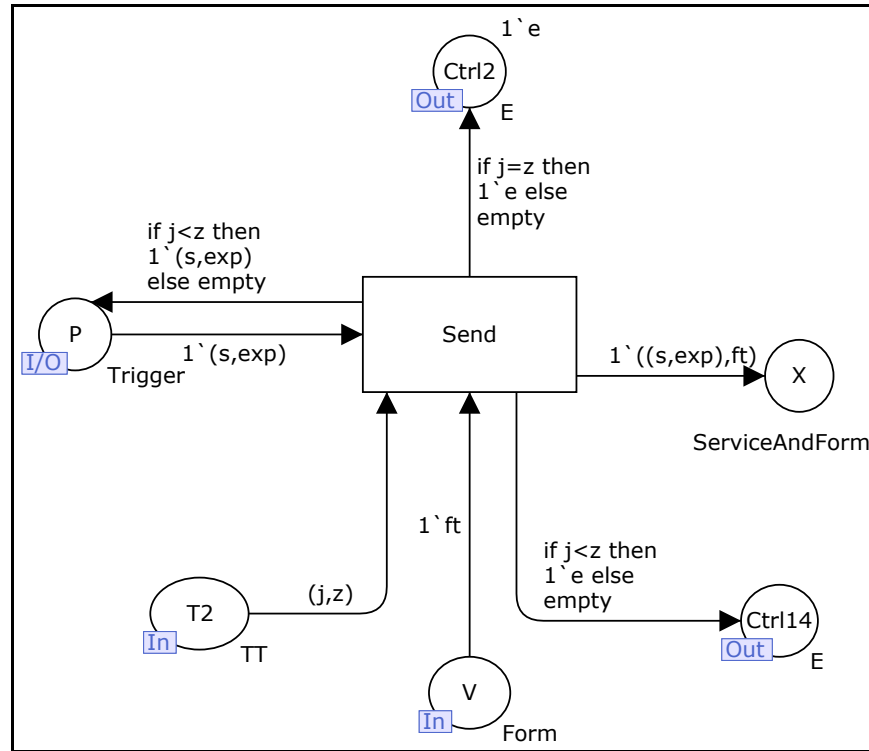 1`e
Ctrl2
Out
E
if j=z then
1`e else
empty
if j<z then
1`(s,exp)
else empty
P
I/O
Trigger
1`(s,exp)
Send
1`((s,exp),ft)
X
ServiceAndForm
1`ft
if j<z then
1`e else
empty
(j,z)
T2
In
TT
Ctrl14
Out
E
V
In
Form